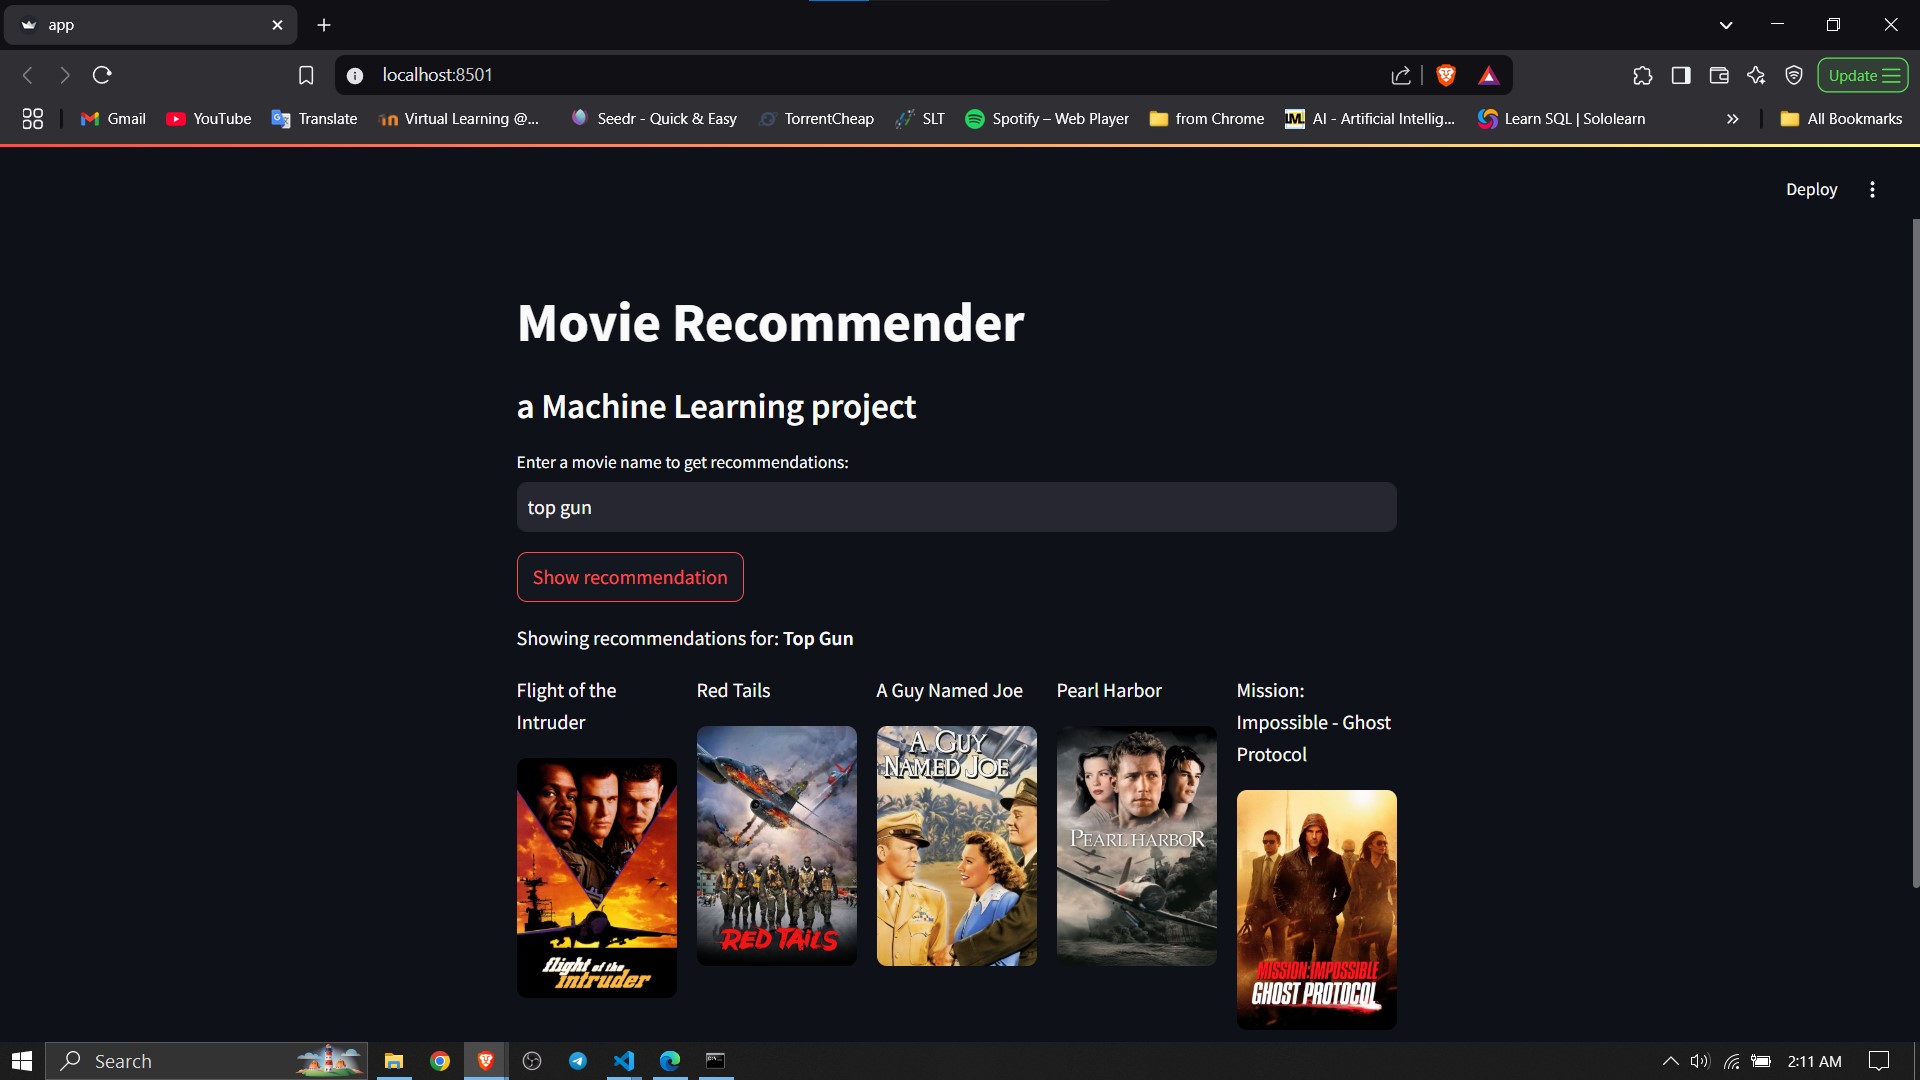 app
localhost:8501
Update
Gmail
YouTube
Translate
Virtual Learning @...
Seedr - Quick & Easy
TorrentCheap
SLT
Spotify – Web Player
from Chrome
AI - Artificial Intellig...
Learn SQL | Sololearn
All Bookmarks
Deploy
Movie Recommender
a Machine Learning project
Enter a movie name to get recommendations:
top gun
Show recommendation
Showing recommendations for: Top Gun
Flight of the
Intruder
Red Tails
A Guy Named Joe
Pearl Harbor
Mission:
Impossible - Ghost
Protocol
flight of the
intruder
RED TAILS
A GUY
NAMED JOE
PEARL HARBOR
MISSION:IMPOSSIBLE
GHOST PROTOCOL
Search
2:11 AM